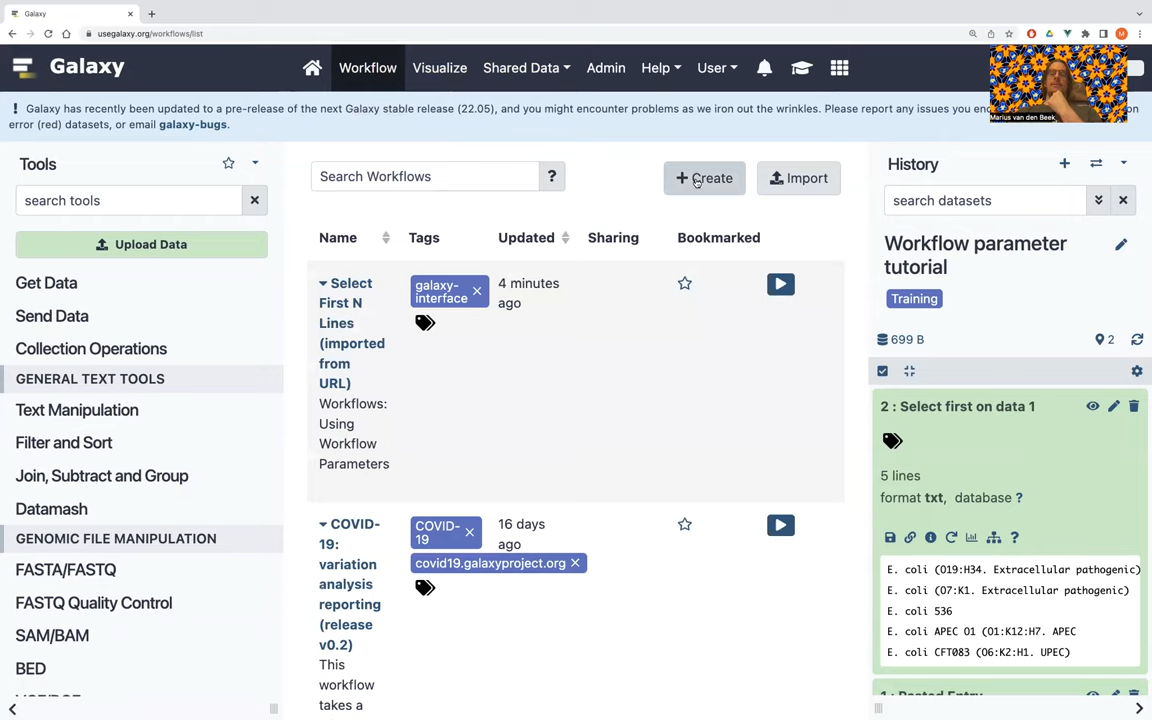 Galaxy
usegalaxy.org/workflows/list
M
Galaxy
Workflow
Visualize
Shared Data
Admin
Help
User
Marius van den Beek
! Galaxy has recently been updated to a pre-release of the next Galaxy stable release (22.05), and you might encounter problems as we iron out the wrinkles. Please report any issues you
error (red) datasets, or email galaxy-bugs.
Tools
search tools
Upload Data
Get Data
Send Data
Collection Operations
GENERAL TEXT TOOLS
Text Manipulation
Filter and Sort
Join, Subtract and Group
Datamash
GENOMIC FILE MANIPULATION
FASTA/FASTQ
FASTQ Quality Control
SAM/BAM
BED
Search Workflows
?
+ Create
Import
Name
Tags
Updated
Sharing
Bookmarked
Select
First N
Lines
(imported
from
URL)
Workflows:
Using
Workflow
Parameters
galaxy-
interface
4 minutes
ago
COVID-
19:
variation
analysis
reporting
(release
v0.2)
This
workflow
takes a
COVID-
19
covid19.galaxyproject.org
16 days
ago
History
search datasets
Workflow parameter
tutorial
Training
699 B
2
2 : Select first on data 1
5 lines
format txt, database ?
E. coli (O19:H34. Extracellular pathogenic)
E. coli (O7:K1. Extracellular pathogenic)
E. coli 536
E. coli APEC O1 (O1:K12:H7. APEC
E. coli CFT083 (O6:K2:H1. UPEC)
1 : Pasted Entry